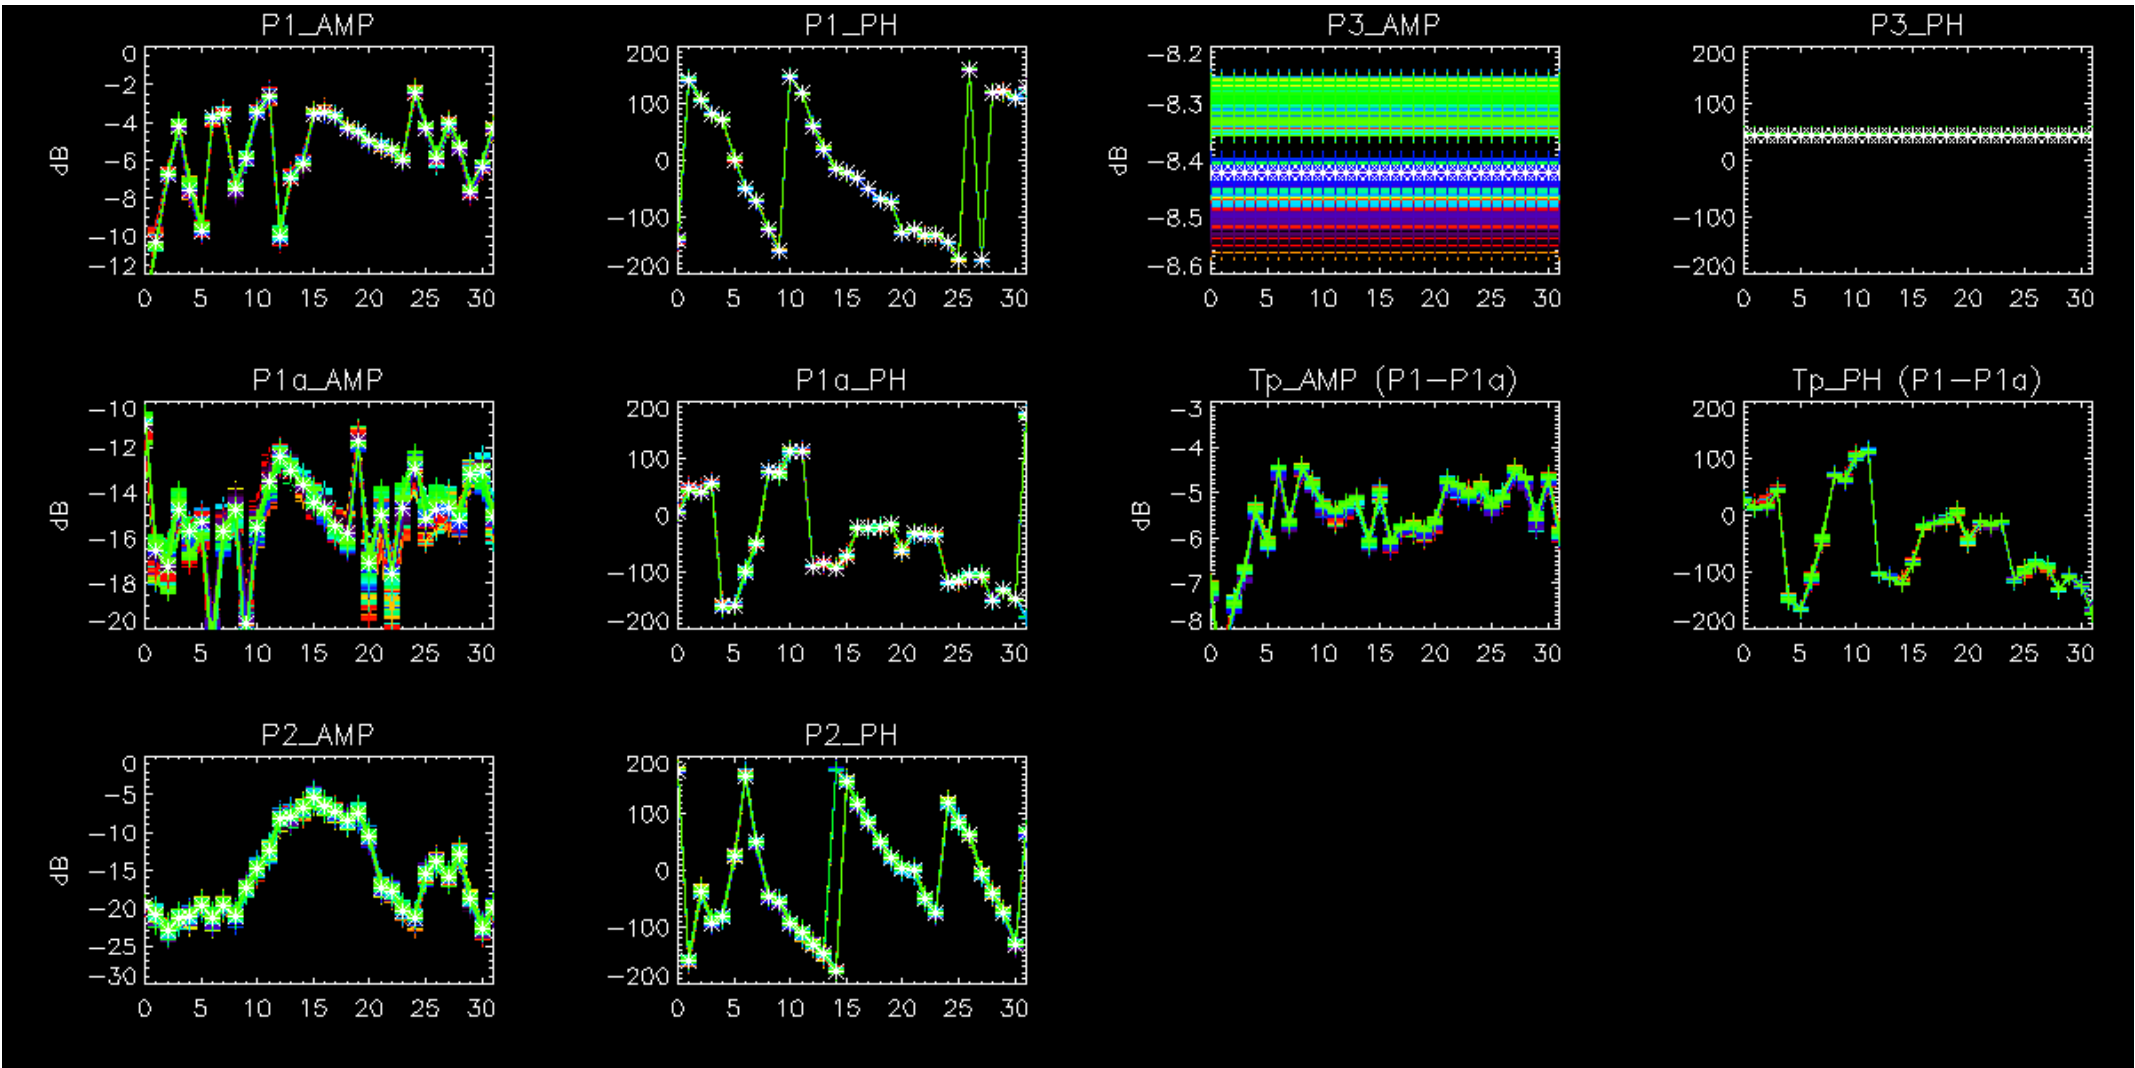 P1_AMP
P1_PH
P3_AMP
P3_PH
0
−2
−4
−6
−8
−10
−12
dB
0 5 10 15 20 25 30
200
100
0
−100
−200
0 5 10 15 20 25 30
−8.2
−8.3
−8.4
−8.5
−8.6
dB
0 5 10 15 20 25 30
200
100
0
−100
−200
0 5 10 15 20 25 30
P1a_AMP
P1a_PH
Tp_AMP (P1−P1a)
Tp_PH (P1−P1a)
−10
−12
−14
−16
−18
−20
dB
0 5 10 15 20 25 30
200
100
0
−100
−200
0 5 10 15 20 25 30
−3
−4
−5
−6
−7
−8
dB
0 5 10 15 20 25 30
200
100
0
−100
−200
0 5 10 15 20 25 30
P2_AMP
P2_PH
0
−5
−10
−15
−20
−25
−30
dB
0 5 10 15 20 25 30
200
100
0
−100
−200
0 5 10 15 20 25 30